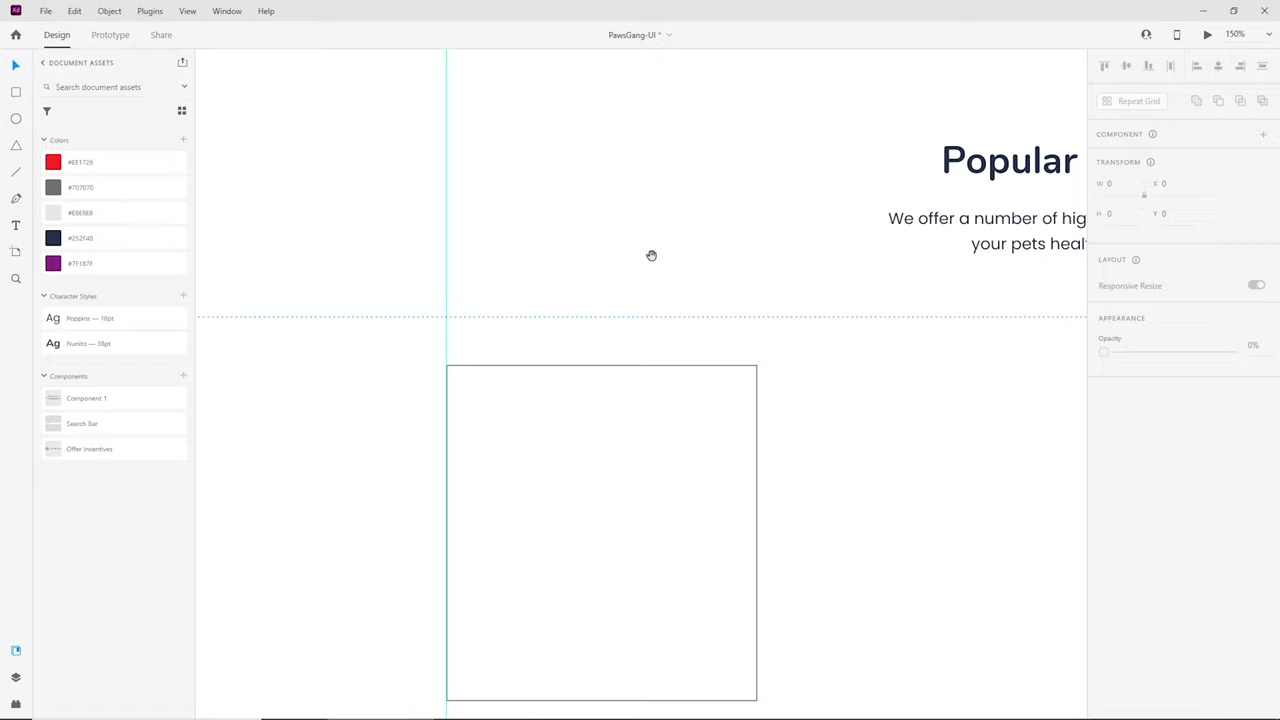 Xd File Edit Object Plugins View Window Help
Design Prototype Share PawsGang-UI * 150%
DOCUMENT ASSETS
Search document assets
Colors
#EE1726
#707070
#E6E6E6
#252F48
#7F187F
Character Styles
Ag Poppins — 16pt
Ag Nunito — 38pt
Components
Component 1
Search Bar
Offer Insentives
Popular
We offer a number of hig
your pets healt
Repeat Grid
COMPONENT
TRANSFORM
W 0 X 0
H 0 Y 0
LAYOUT
Responsive Resize
APPEARANCE
Opacity
0%